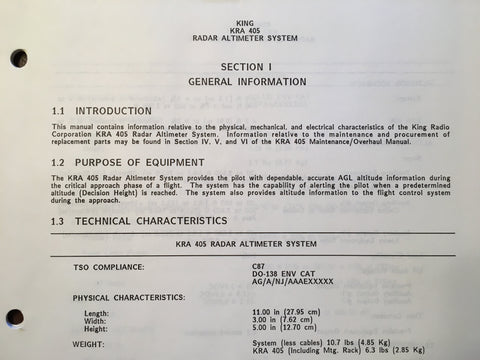 KING
KRA 405
RADAR ALTIMETER SYSTEM
SECTION I
GENERAL INFORMATION
1.1 INTRODUCTION
This manual contains information relative to the physical, mechanical, and electrical characteristics of the King Radio
Corporation KRA 405 Radar Altimeter System. Information relative to the maintenance and procurement of
replacement parts may be found in Section IV, V, and VI of the KRA 405 Maintenance/Overhaul Manual.
1.2 PURPOSE OF EQUIPMENT
The KRA 405 Radar Altimeter System provides the pilot with dependable, accurate AGL altitude information during
the critical approach phase of a flight. The system has the capability of alerting the pilot when a predetermined
altitude (Decision Height) is reached. The system also provides altitude information to the flight control system
during the approach.
1.3 TECHNICAL CHARACTERISTICS
KRA 405 RADAR ALTIMETER SYSTEM
TSO COMPLIANCE: C87
DO-138 ENV CAT
AG/A/NJ/AAAEXXXXX
PHYSICAL CHARACTERISTICS:
Length: 11.00 in (27.95 cm)
Width: 3.00 in (7.62 cm)
Height: 5.00 in (12.70 cm)
WEIGHT: System (less cables) 10.7 lbs (4.85 Kg)
KRA 405 (Including Mtg. Rack) 6.3 lbs (2.85 Kg)